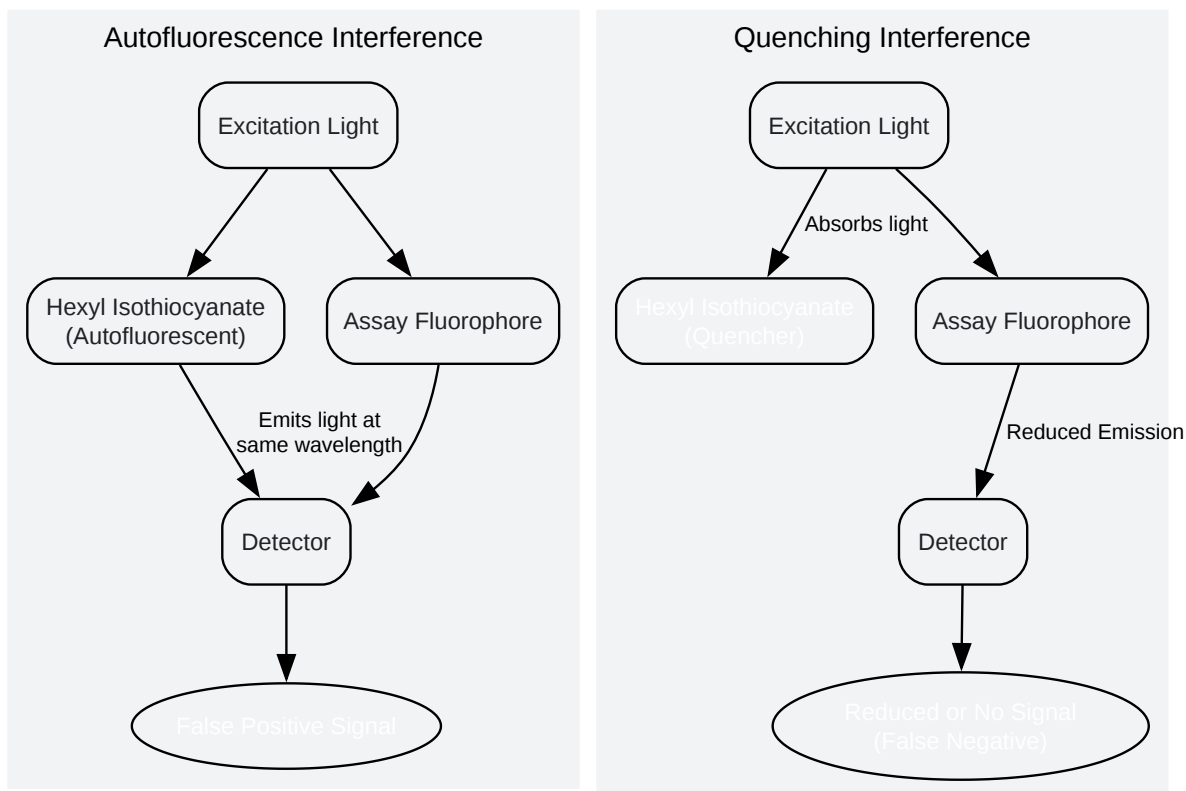 Autofluorescence Interference
Excitation Light
Hexyl Isothiocyanate
(Autofluorescent)
Assay Fluorophore
Emits light at
same wavelength
Detector
False Positive Signal
Quenching Interference
Excitation Light
Absorbs light
Hexyl Isothiocyanate
(Quencher)
Assay Fluorophore
Reduced Emission
Detector
Reduced or No Signal
(False Negative)